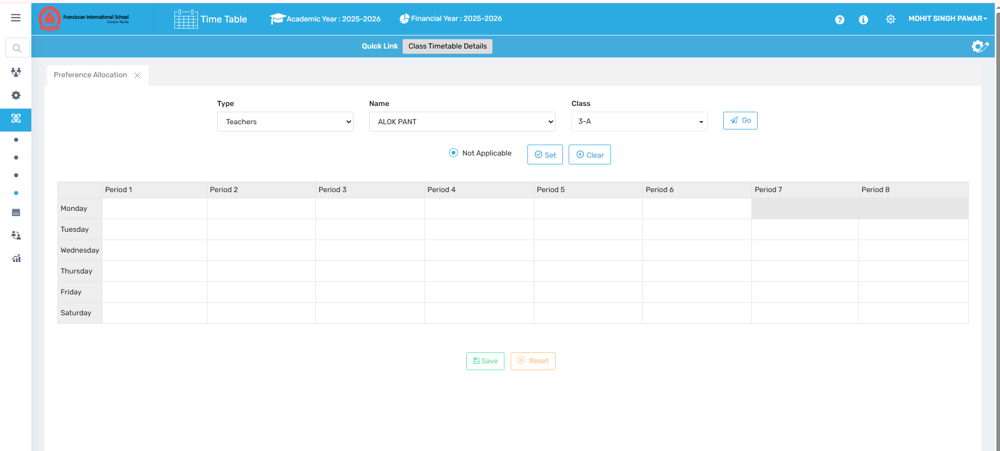 Franciscan International School
Greater Noida
Time Table
Academic Year : 2025-2026
Financial Year : 2025-2026
MOHIT SINGH PAWAR
Quick Link
Class Timetable Details
Preference Allocation
Type
Name
Class
Teachers
ALOK PANT
3-A
Go
Not Applicable
Set
Clear
Period 1
Period 2
Period 3
Period 4
Period 5
Period 6
Period 7
Period 8
Monday
Tuesday
Wednesday
Thursday
Friday
Saturday
Save
Reset